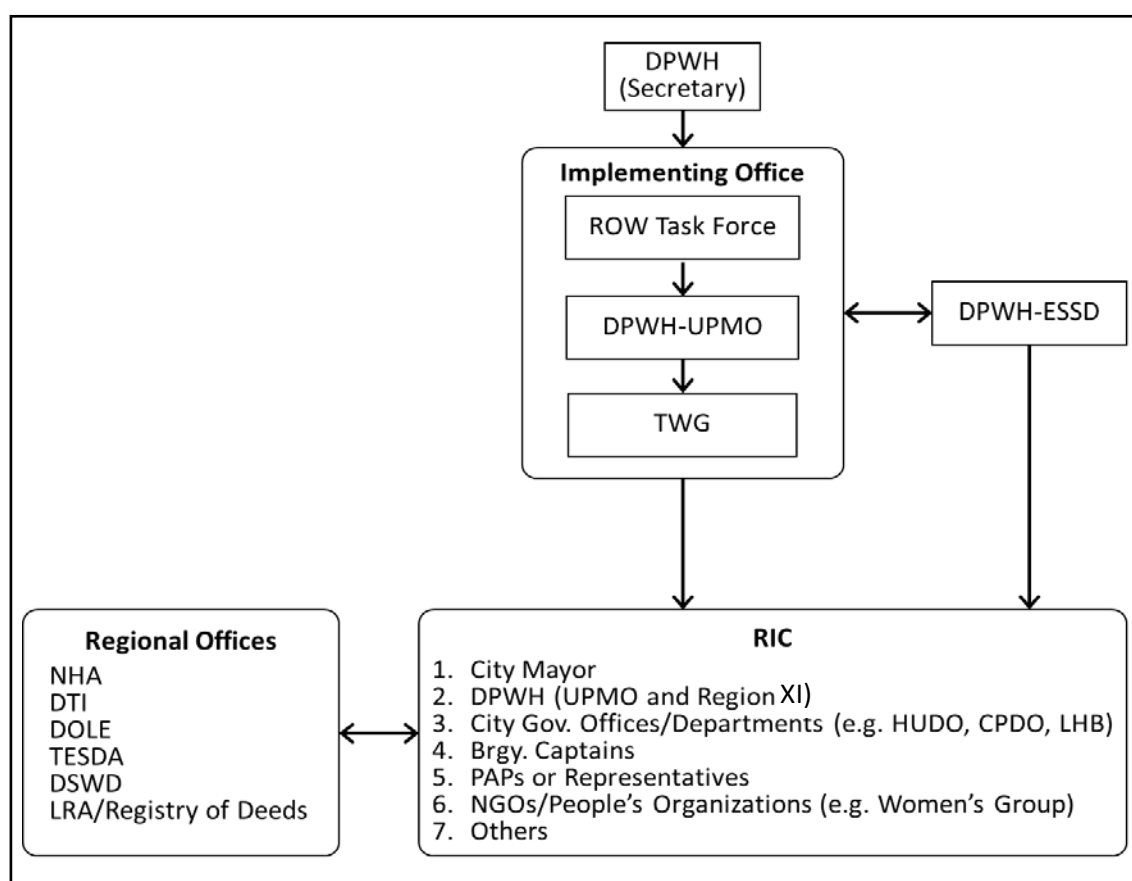 DPWH
(Secretary)
Implementing Office
ROW Task Force
DPWH-UPMO
DPWH-ESSD
TWG
Regional Offices
NHA
DTI
DOLE
TESDA
DSWD
LRA/Registry of Deeds
RIC
1. City Mayor
2. DPWH (UPMO and Region XI)
3. City Gov. Offices/Departments (e.g. HUDO, CPDO, LHB)
4. Brgy. Captains
5. PAPs or Representatives
6. NGOs/People's Organizations (e.g. Women's Group)
7. Others